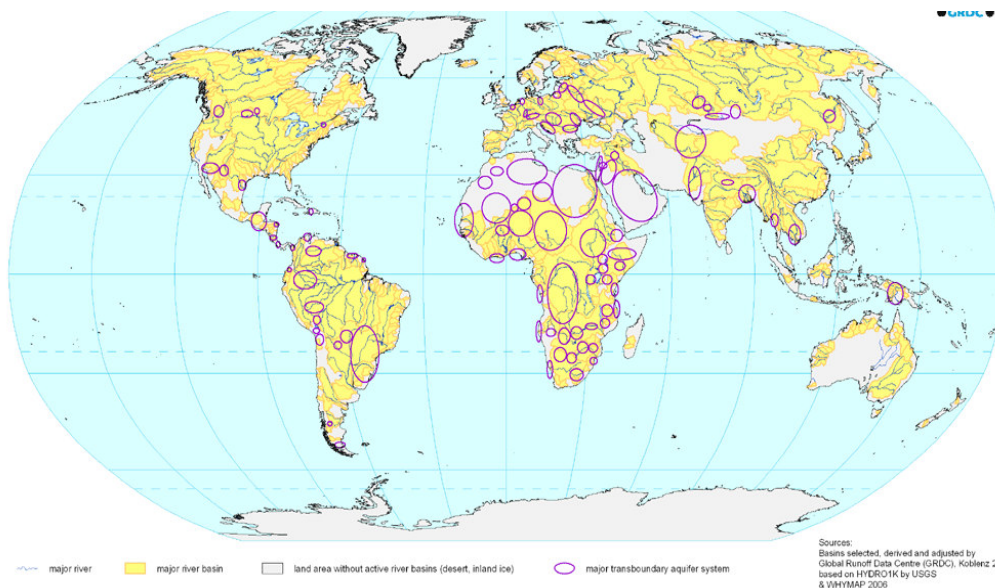 GRDC
major river
major river basin
land area without active river basins (desert, inland ice)
major transboundary aquifer system
Sources:
Basins selected, derived and adjusted by
Global Runoff Data Centre (GRDC), Koblenz 2
based on HYDRO1K by USGS
& WHYMAP 2006